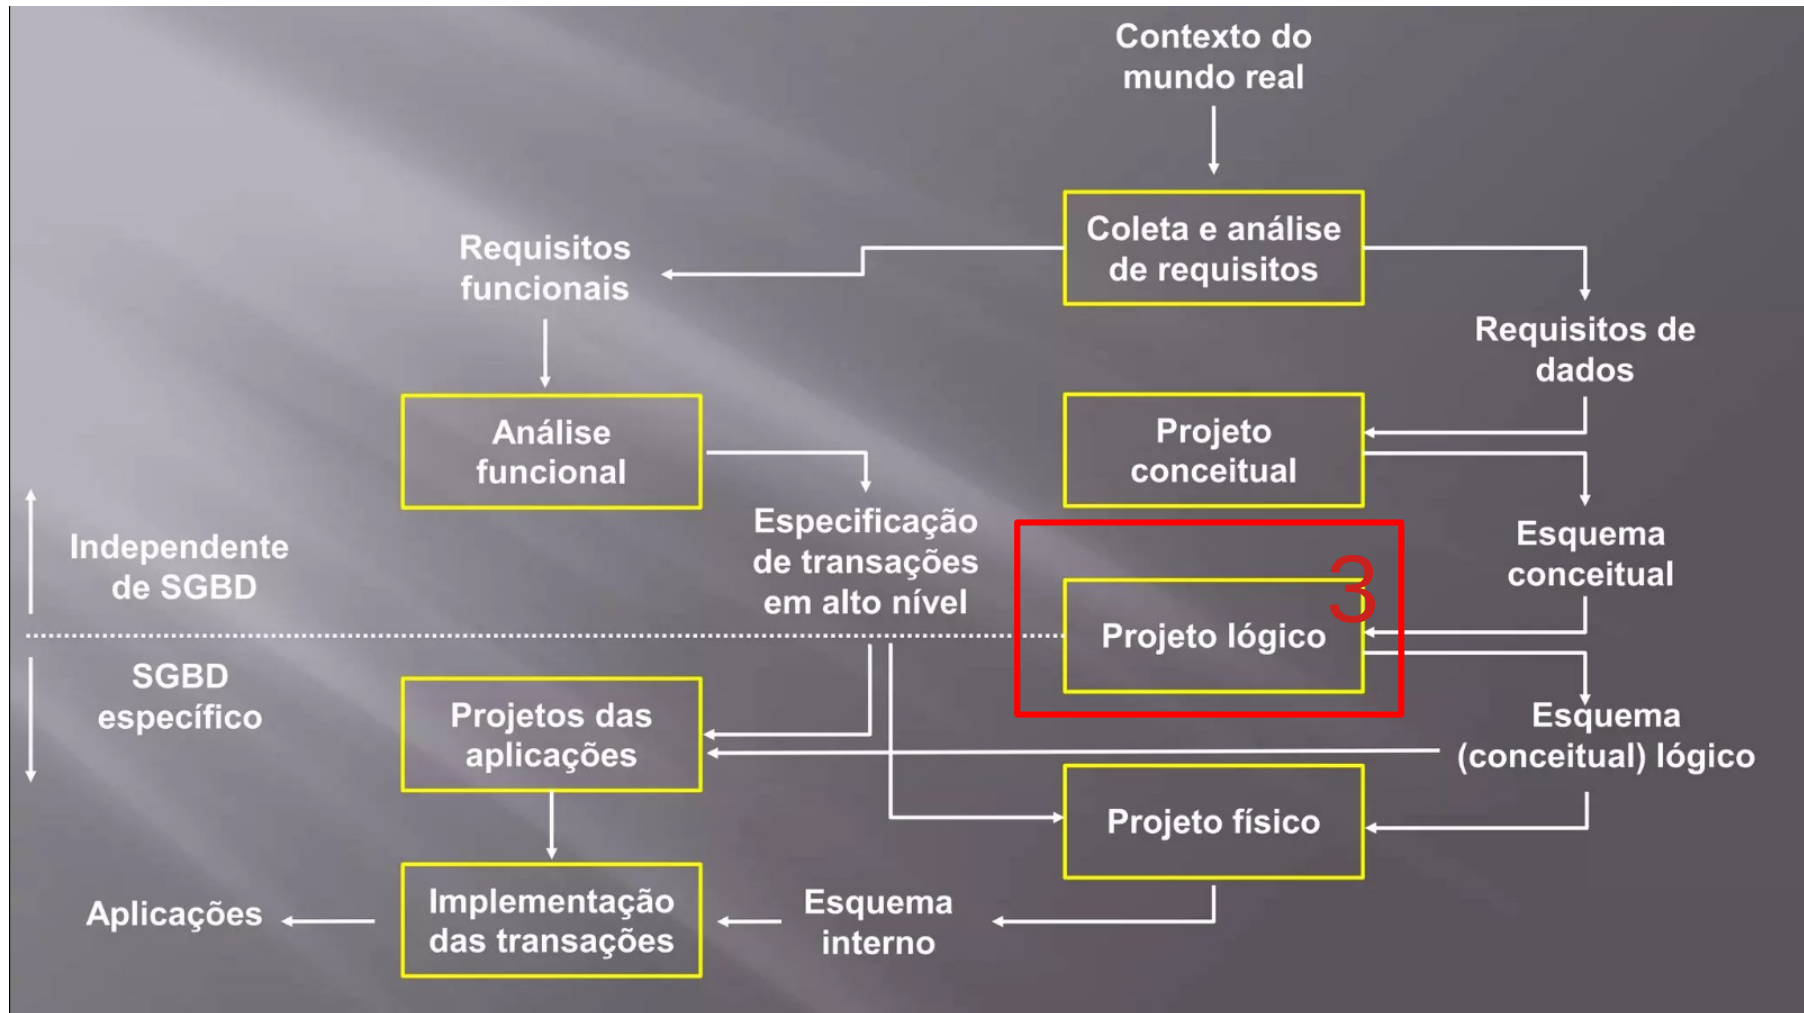 Contexto do
mundo real
Coleta e análise
de requisitos
Requisitos
funcionais
Requisitos de
dados
Análise
funcional
Projeto
conceitual
Especificação
de transações
em alto nível
Esquema
conceitual
Independente
de SGBD
3
Projeto lógico
SGBD
específico
Projetos das
aplicações
Esquema
(conceitual) lógico
Projeto físico
Implementação
das transações
Esquema
interno
Aplicações